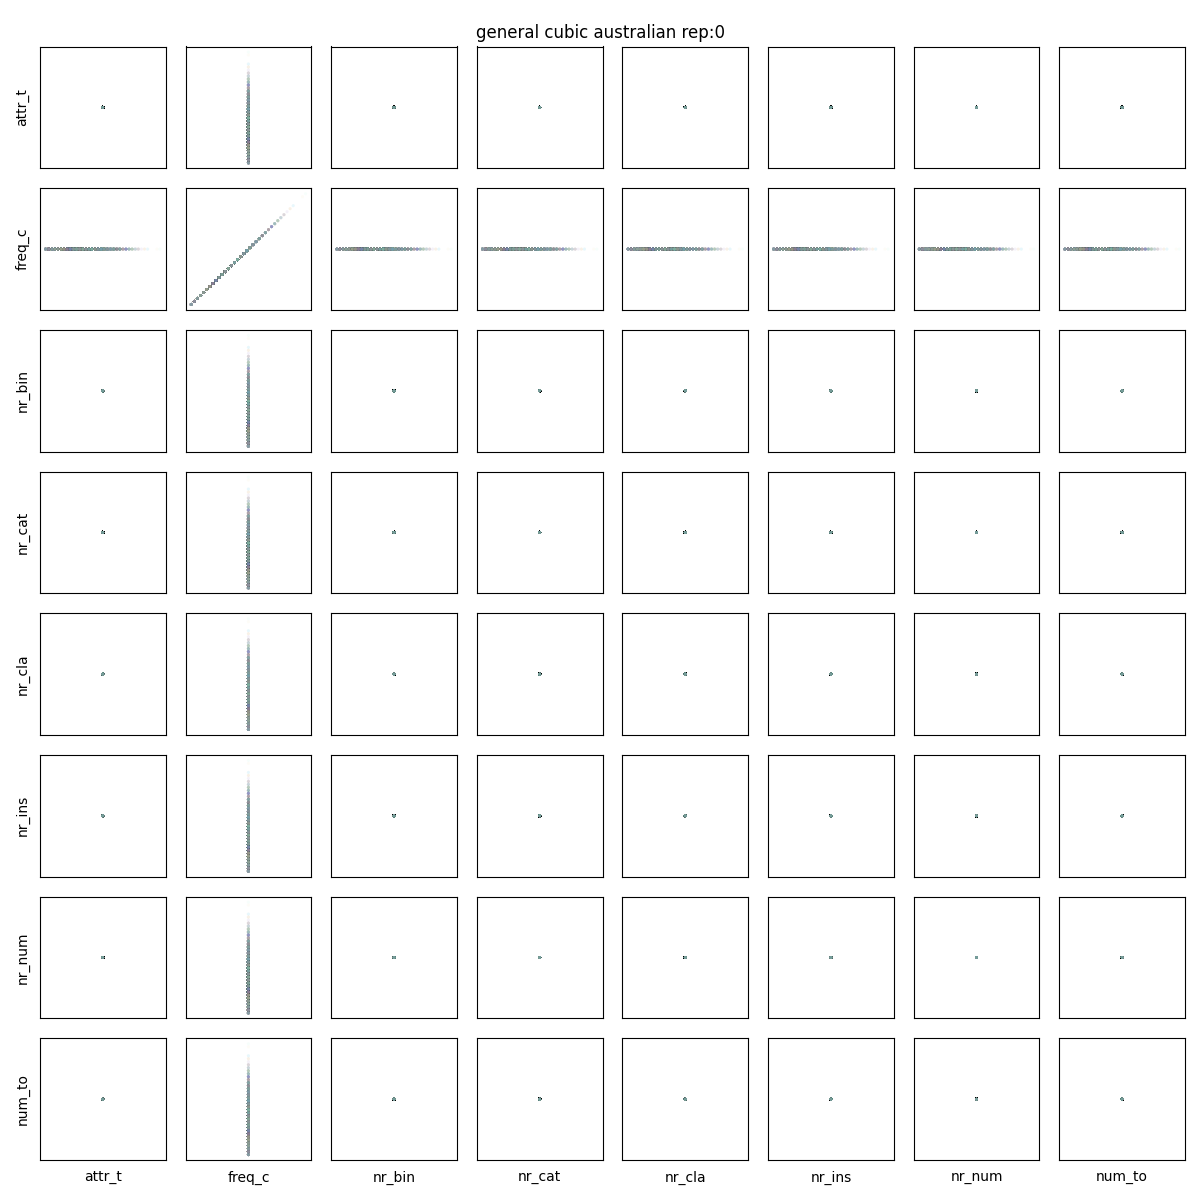 general cubic australian rep:0
attr_t
freq_c
nr_bin
nr_cat
nr_cla
nr_ins
nr_num
num_to
attr_t freq_c nr_bin nr_cat nr_cla nr_ins nr_num num_to